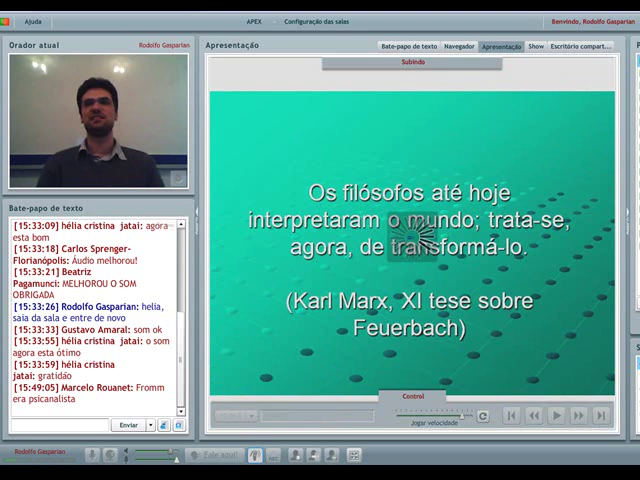 Ajuda
APEX - Configuração das salas
Benvindo, Rodolfo Gasparian
Orador atual
Rodolfo Gasparian
Apresentação
Bate-papo de texto
Navegador
Apresentação
Show
Escritório compart...
Subindo
Os filósofos até hoje
interpretaram o mundo; trata-se,
agora, de transformá-lo.
(Karl Marx, XI tese sobre
Feuerbach)
Bate-papo de texto
[15:33:09] hélia cristina jatai: agora
esta bom
[15:33:18] Carlos Sprenger-
Florianópolis: Áudio melhorou!
[15:33:21] Beatriz
Pagamunci: MELHOROU O SOM
OBRIGADA
[15:33:26] Rodolfo Gasparian: helia,
saia da sala e entre de novo
[15:33:33] Gustavo Amaral: som ok
[15:33:55] hélia cristina jatai: o som
agora esta ótimo
[15:33:59] hélia cristina
jatai: gratidáo
[15:49:05] Marcelo Rouanet: Fromm
era psicanalista
Enviar
Control
Jogar velocidade
Rodolfo Gasparian
Fale aqui!